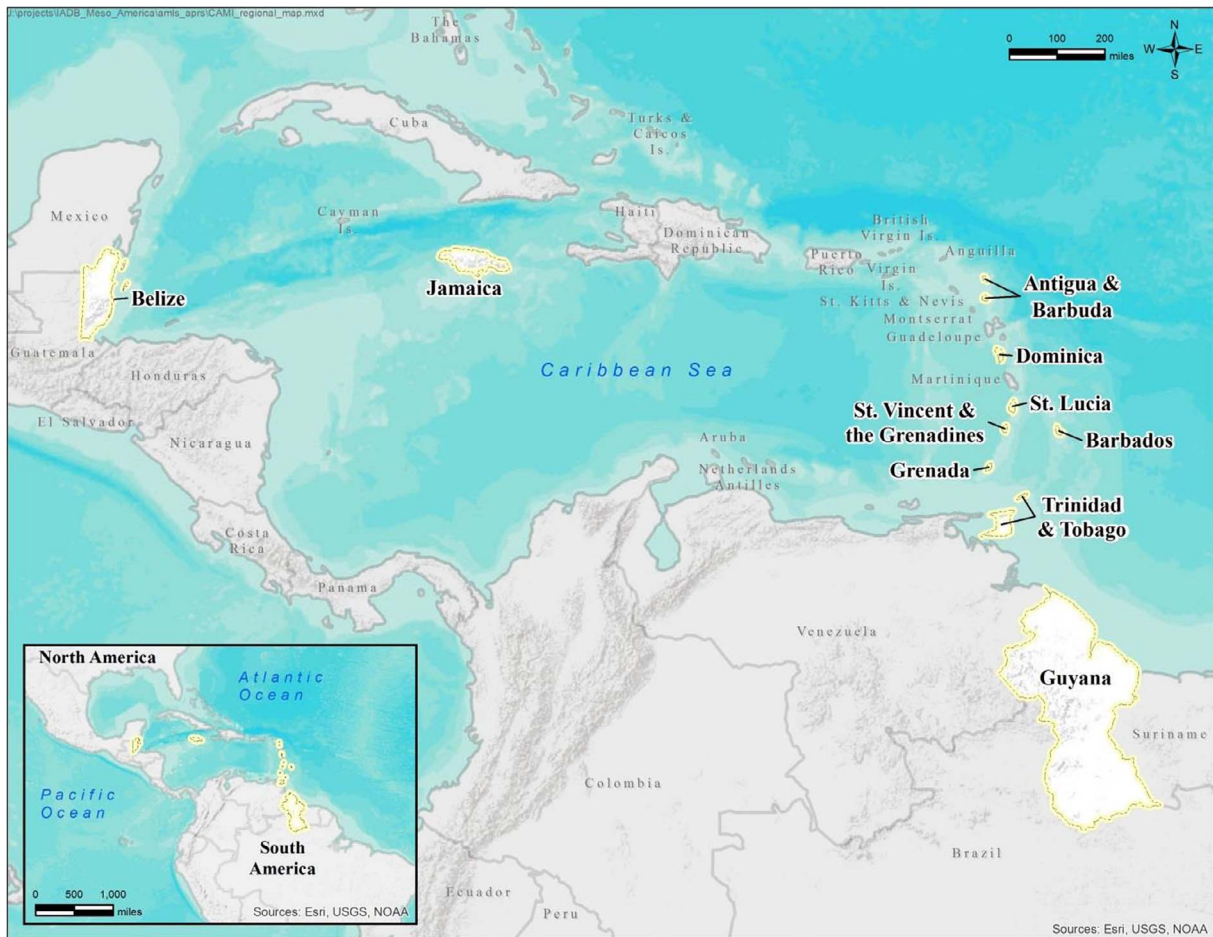 J:\projects\IADB_Meso_America\amls_aprs\CAMI_regional_map.mxd
The
Bahamas
0 100 200
miles
N
W E
S
Cuba
Turks &
Caicos
Is.
Mexico
Cayman
Is.
Haiti
Dominican
Republic
British
Virgin Is.
Anguilla
Puerto
Rico
Virgin
Is.
Belize
Jamaica
Antigua &
Barbuda
St. Kitts & Nevis
Montserrat
Guadeloupe
Guatemala
Honduras
Dominica
Caribbean Sea
Martinique
El Salvador
St. Lucia
St. Vincent &
the Grenadines
Barbados
Nicaragua
Aruba
Netherlands
Antilles
Grenada
Trinidad
& Tobago
Costa
Rica
Panama
Venezuela
Guyana
Suriname
Colombia
Brazil
Ecuador
Peru
North America
Atlantic
Ocean
Pacific
Ocean
South
America
0 500 1,000
miles
Sources: Esri, USGS, NOAA
Sources: Esri, USGS, NOAA